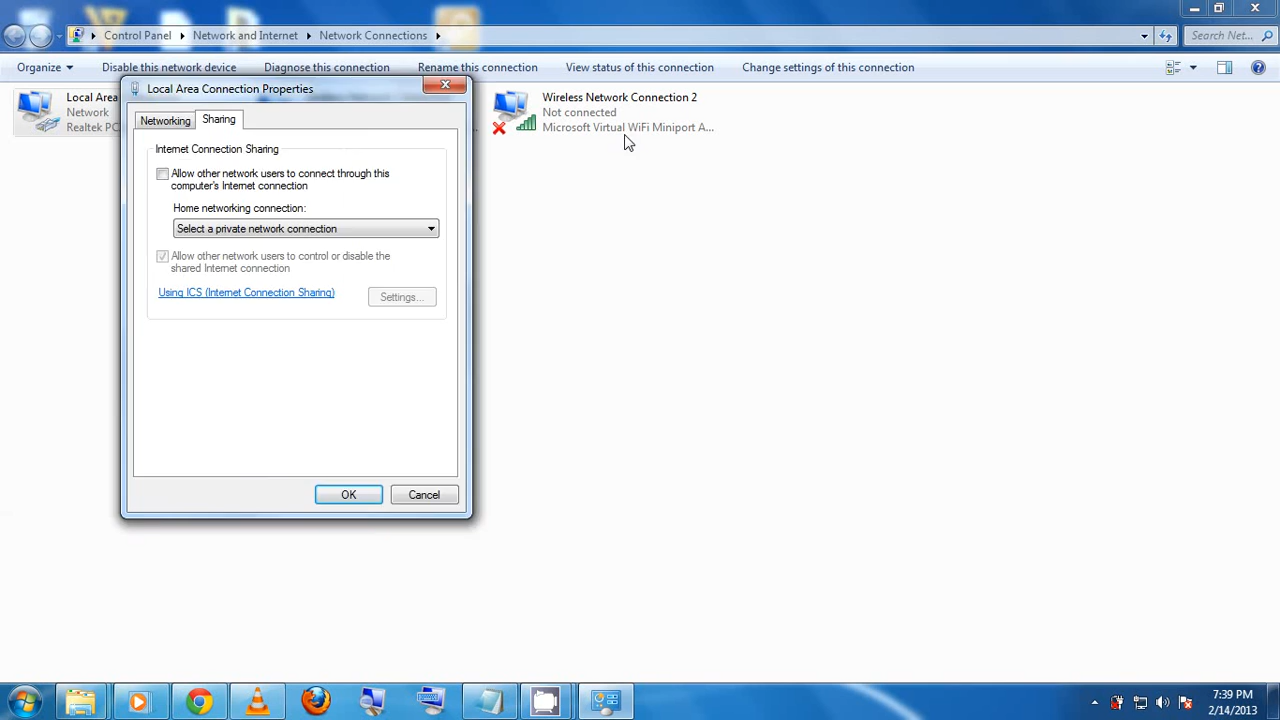 Control Panel Network and Internet Network Connections
Search Net...
Organize Disable this network device Diagnose this connection Rename this connection View status of this connection Change settings of this connection
Local Area
Network
Realtek PC
Local Area Connection Properties
Networking Sharing
Internet Connection Sharing
Allow other network users to connect through this
computer's Internet connection
Home networking connection:
Select a private network connection
Allow other network users to control or disable the
shared Internet connection
Using ICS (Internet Connection Sharing)
Settings...
OK Cancel
Wireless Network Connection 2
Not connected
Microsoft Virtual WiFi Miniport A...
7:39 PM
2/14/2013